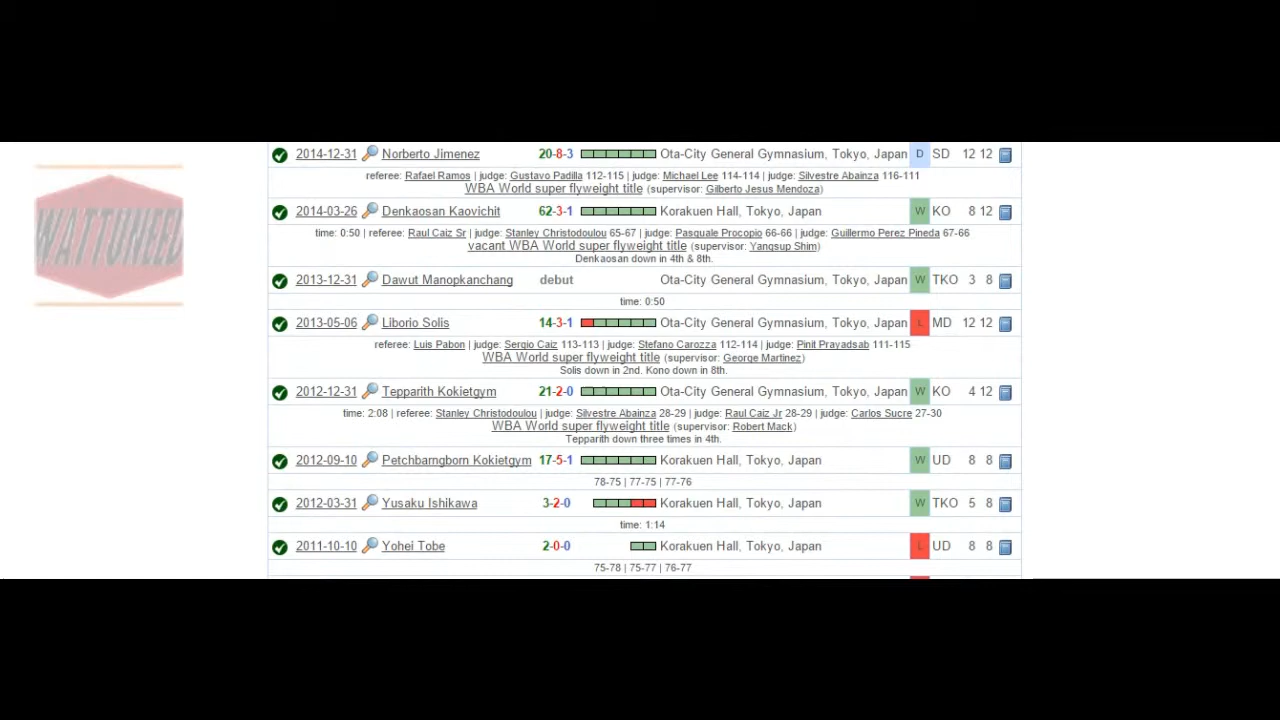 WATTUHEED
2014-12-31 Norberto Jimenez 20-8-3 Ota-City General Gymnasium, Tokyo, Japan D SD 12 12
referee: Rafael Ramos | judge: Gustavo Padilla 112-115 | judge: Michael Lee 114-114 | judge: Silvestre Abainza 116-111
WBA World super flyweight title (supervisor: Gilberto Jesus Mendoza)
2014-03-26 Denkaosan Kaovichit 62-3-1 Korakuen Hall, Tokyo, Japan W KO 8 12
time: 0:50 | referee: Raul Caiz Sr | judge: Stanley Christodoulou 65-67 | judge: Pasquale Procopio 66-66 | judge: Guillermo Perez Pineda 67-66
vacant WBA World super flyweight title (supervisor: Yangsup Shim)
Denkaosan down in 4th & 8th.
2013-12-31 Dawut Manopkanchang debut Ota-City General Gymnasium, Tokyo, Japan W TKO 3 8
time: 0:50
2013-05-06 Liborio Solis 14-3-1 Ota-City General Gymnasium, Tokyo, Japan L MD 12 12
referee: Luis Pabon | judge: Sergio Caiz 113-113 | judge: Stefano Carozza 112-114 | judge: Pinit Prayadsab 111-115
WBA World super flyweight title (supervisor: George Martinez)
Solis down in 2nd. Kono down in 8th.
2012-12-31 Tepparith Kokietgym 21-2-0 Ota-City General Gymnasium, Tokyo, Japan W KO 4 12
time: 2:08 | referee: Stanley Christodoulou | judge: Silvestre Abainza 28-29 | judge: Raul Caiz Jr 28-29 | judge: Carlos Sucre 27-30
WBA World super flyweight title (supervisor: Robert Mack)
Tepparith down three times in 4th.
2012-09-10 Petchbarngborn Kokietgym 17-5-1 Korakuen Hall, Tokyo, Japan W UD 8 8
78-75 | 77-75 | 77-76
2012-03-31 Yusaku Ishikawa 3-2-0 Korakuen Hall, Tokyo, Japan W TKO 5 8
time: 1:14
2011-10-10 Yohei Tobe 2-0-0 Korakuen Hall, Tokyo, Japan L UD 8 8
75-78 | 75-77 | 76-77